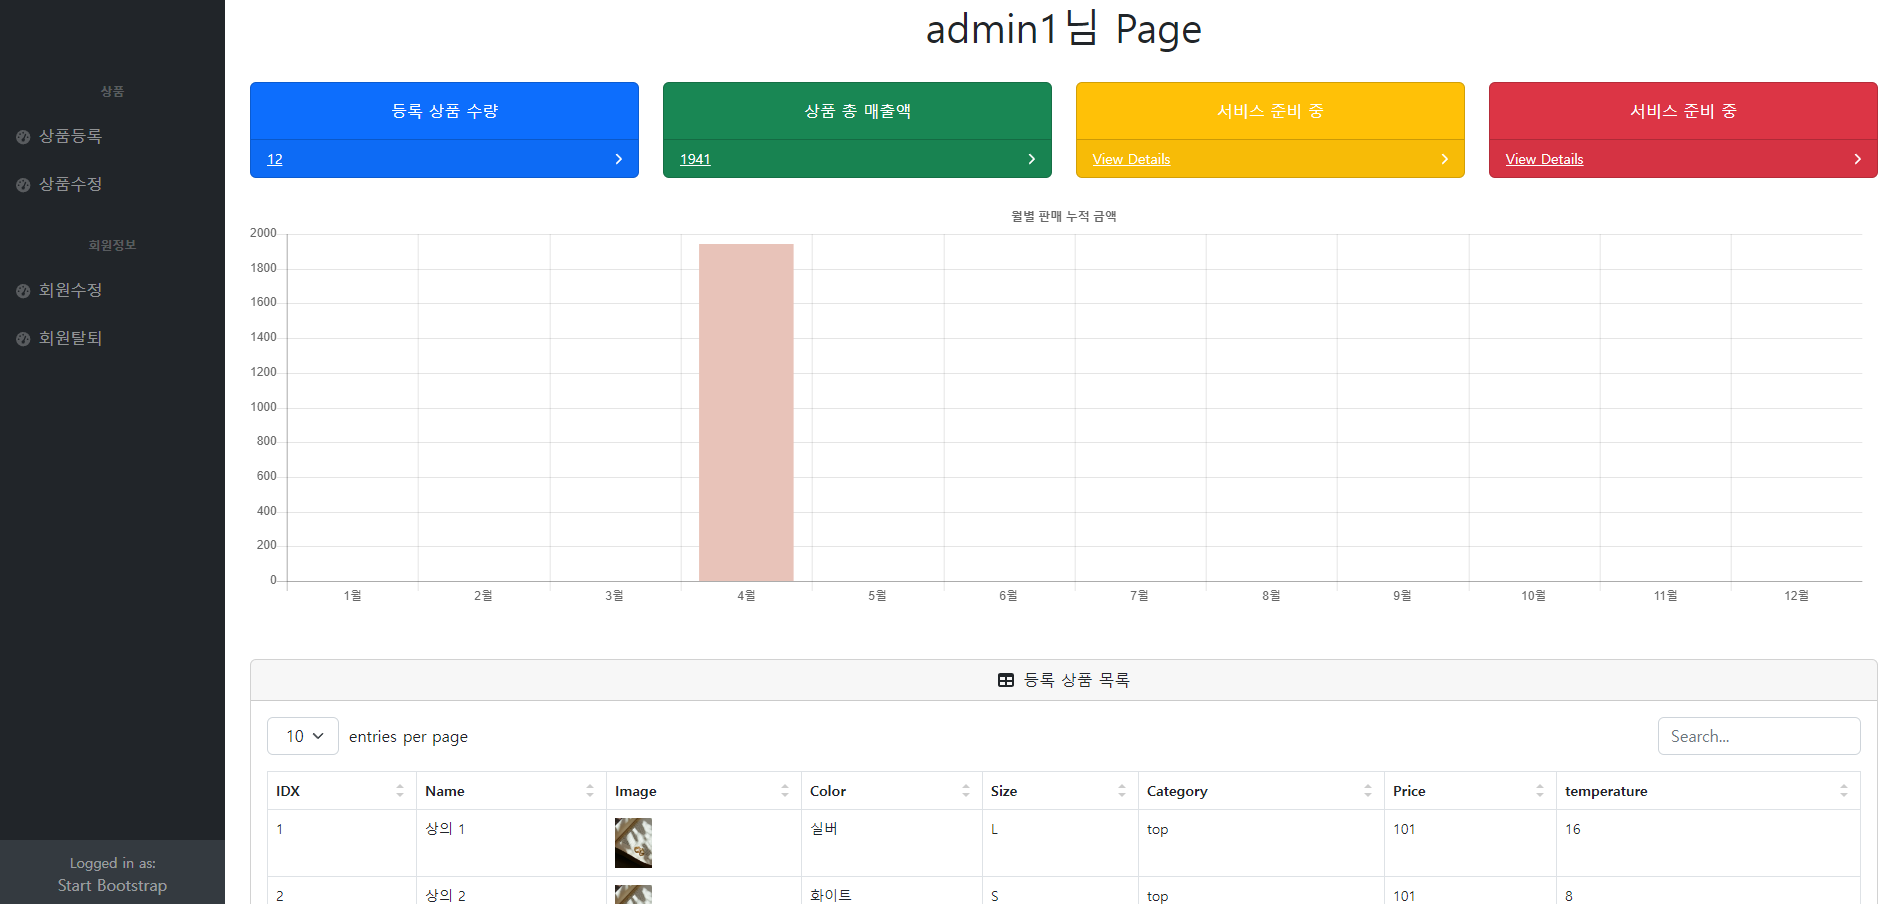 admin1님 Page
상품
상품등록
상품수정
회원정보
회원수정
회원탈퇴
Logged in as:
Start Bootstrap
등록 상품 수량
12
상품 총 매출액
1941
서비스 준비 중
View Details
서비스 준비 중
View Details
월별 판매 누적 금액
2000
1800
1600
1400
1200
1000
800
600
400
200
0
1월 2월 3월 4월 5월 6월 7월 8월 9월 10월 11월 12월
등록 상품 목록
10 entries per page
Search...
IDX Name Image Color Size Category Price temperature
1 상의 1 실버 L top 101 16
2 상의 2 화이트 S top 101 8